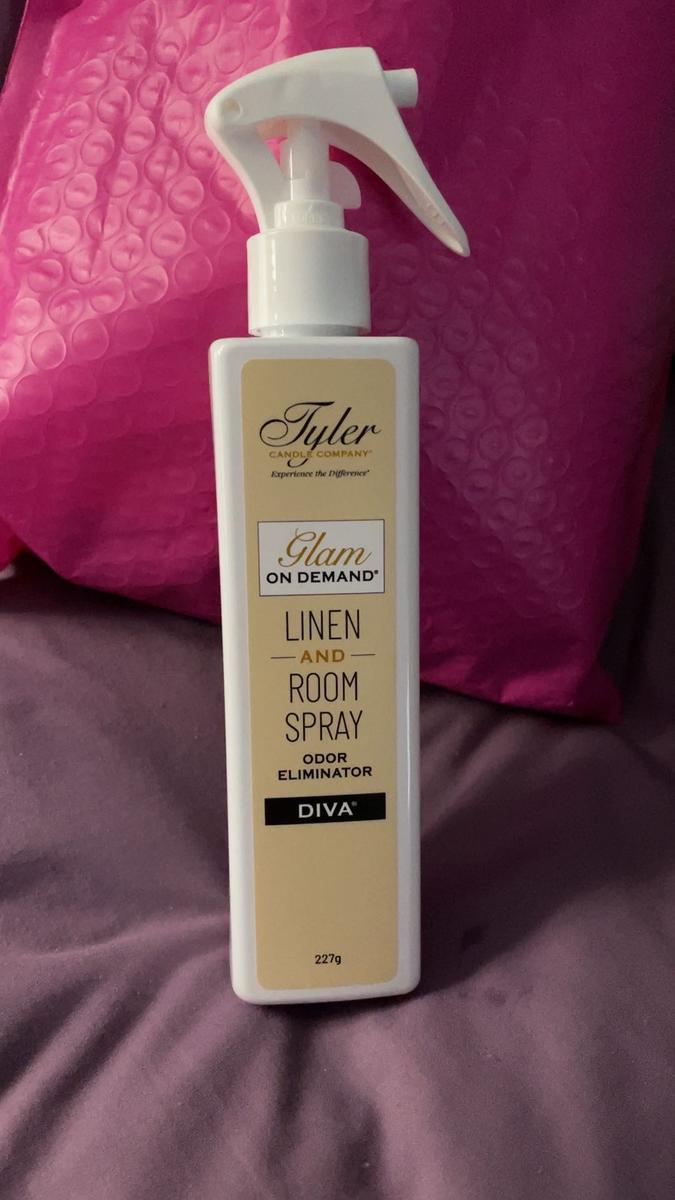 Tyler
CANDLE COMPANY®
Experience the Difference®
Glam
ON DEMAND®
LINEN
AND
ROOM
SPRAY
ODOR
ELIMINATOR
DIVA®
227g